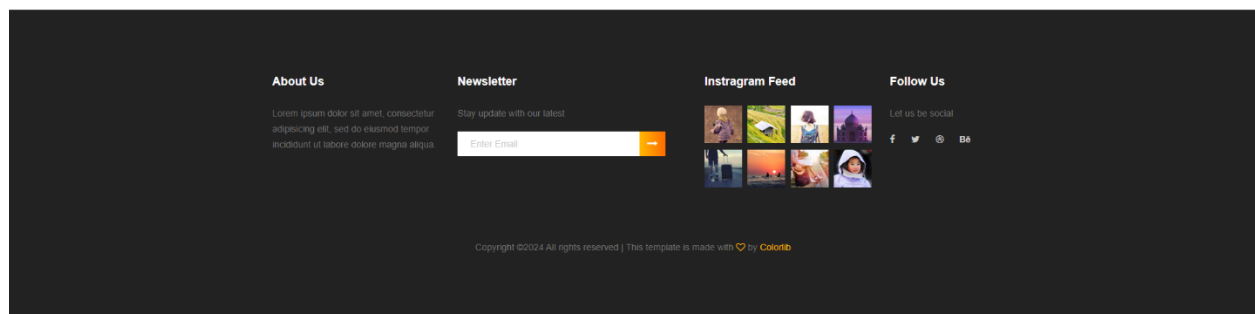 About Us
Lorem ipsum dolor sit amet, consectetur
adipisicing elit, sed do eiusmod tempor
incididunt ut labore dolore magna aliqua.
Newsletter
Stay update with our latest
Enter Email
Instragram Feed
Follow Us
Let us be social
Copyright ©2024 All rights reserved | This template is made with ♡ by Colorlib